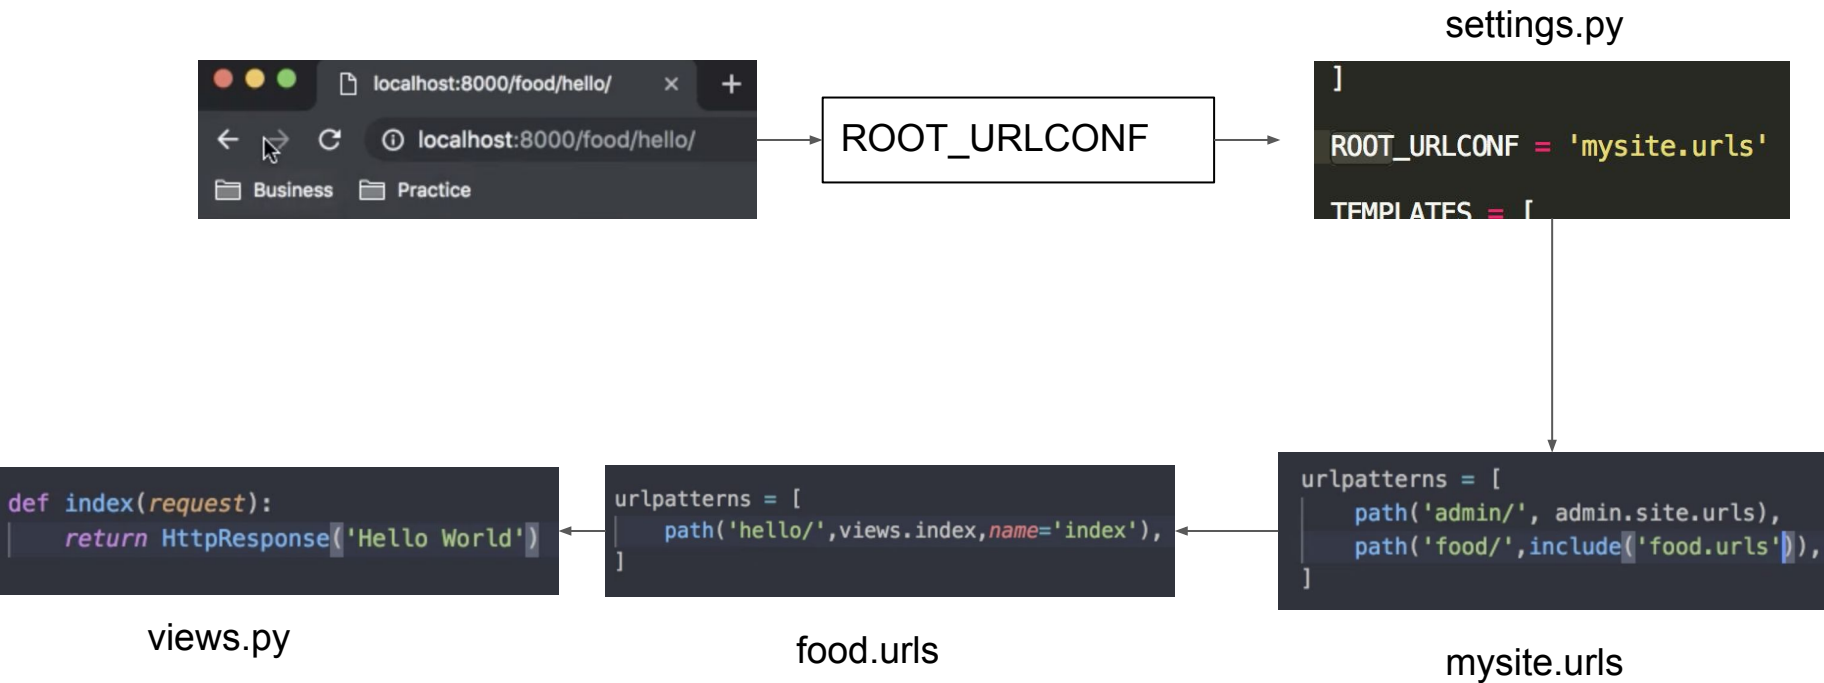 settings.py
localhost:8000/food/hello/
localhost:8000/food/hello/
Business Practice
ROOT_URLCONF
]
ROOT_URLCONF = 'mysite.urls'
TEMPLATES = [
def index(request):
return HttpResponse('Hello World')
views.py
urlpatterns = [
path('hello/',views.index,name='index'),
]
food.urls
urlpatterns = [
path('admin/', admin.site.urls),
path('food/',include('food.urls')),
]
mysite.urls